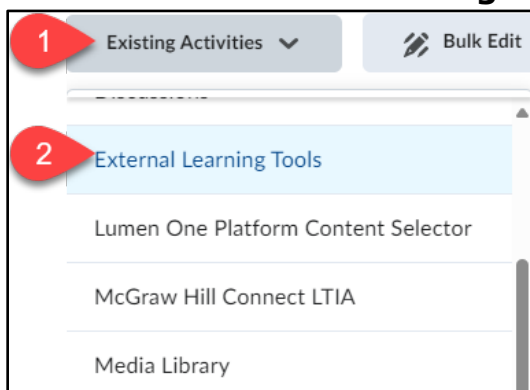 1 Existing Activities Bulk Edit
2 External Learning Tools
Lumen One Platform Content Selector
McGraw Hill Connect LTIA
Media Library